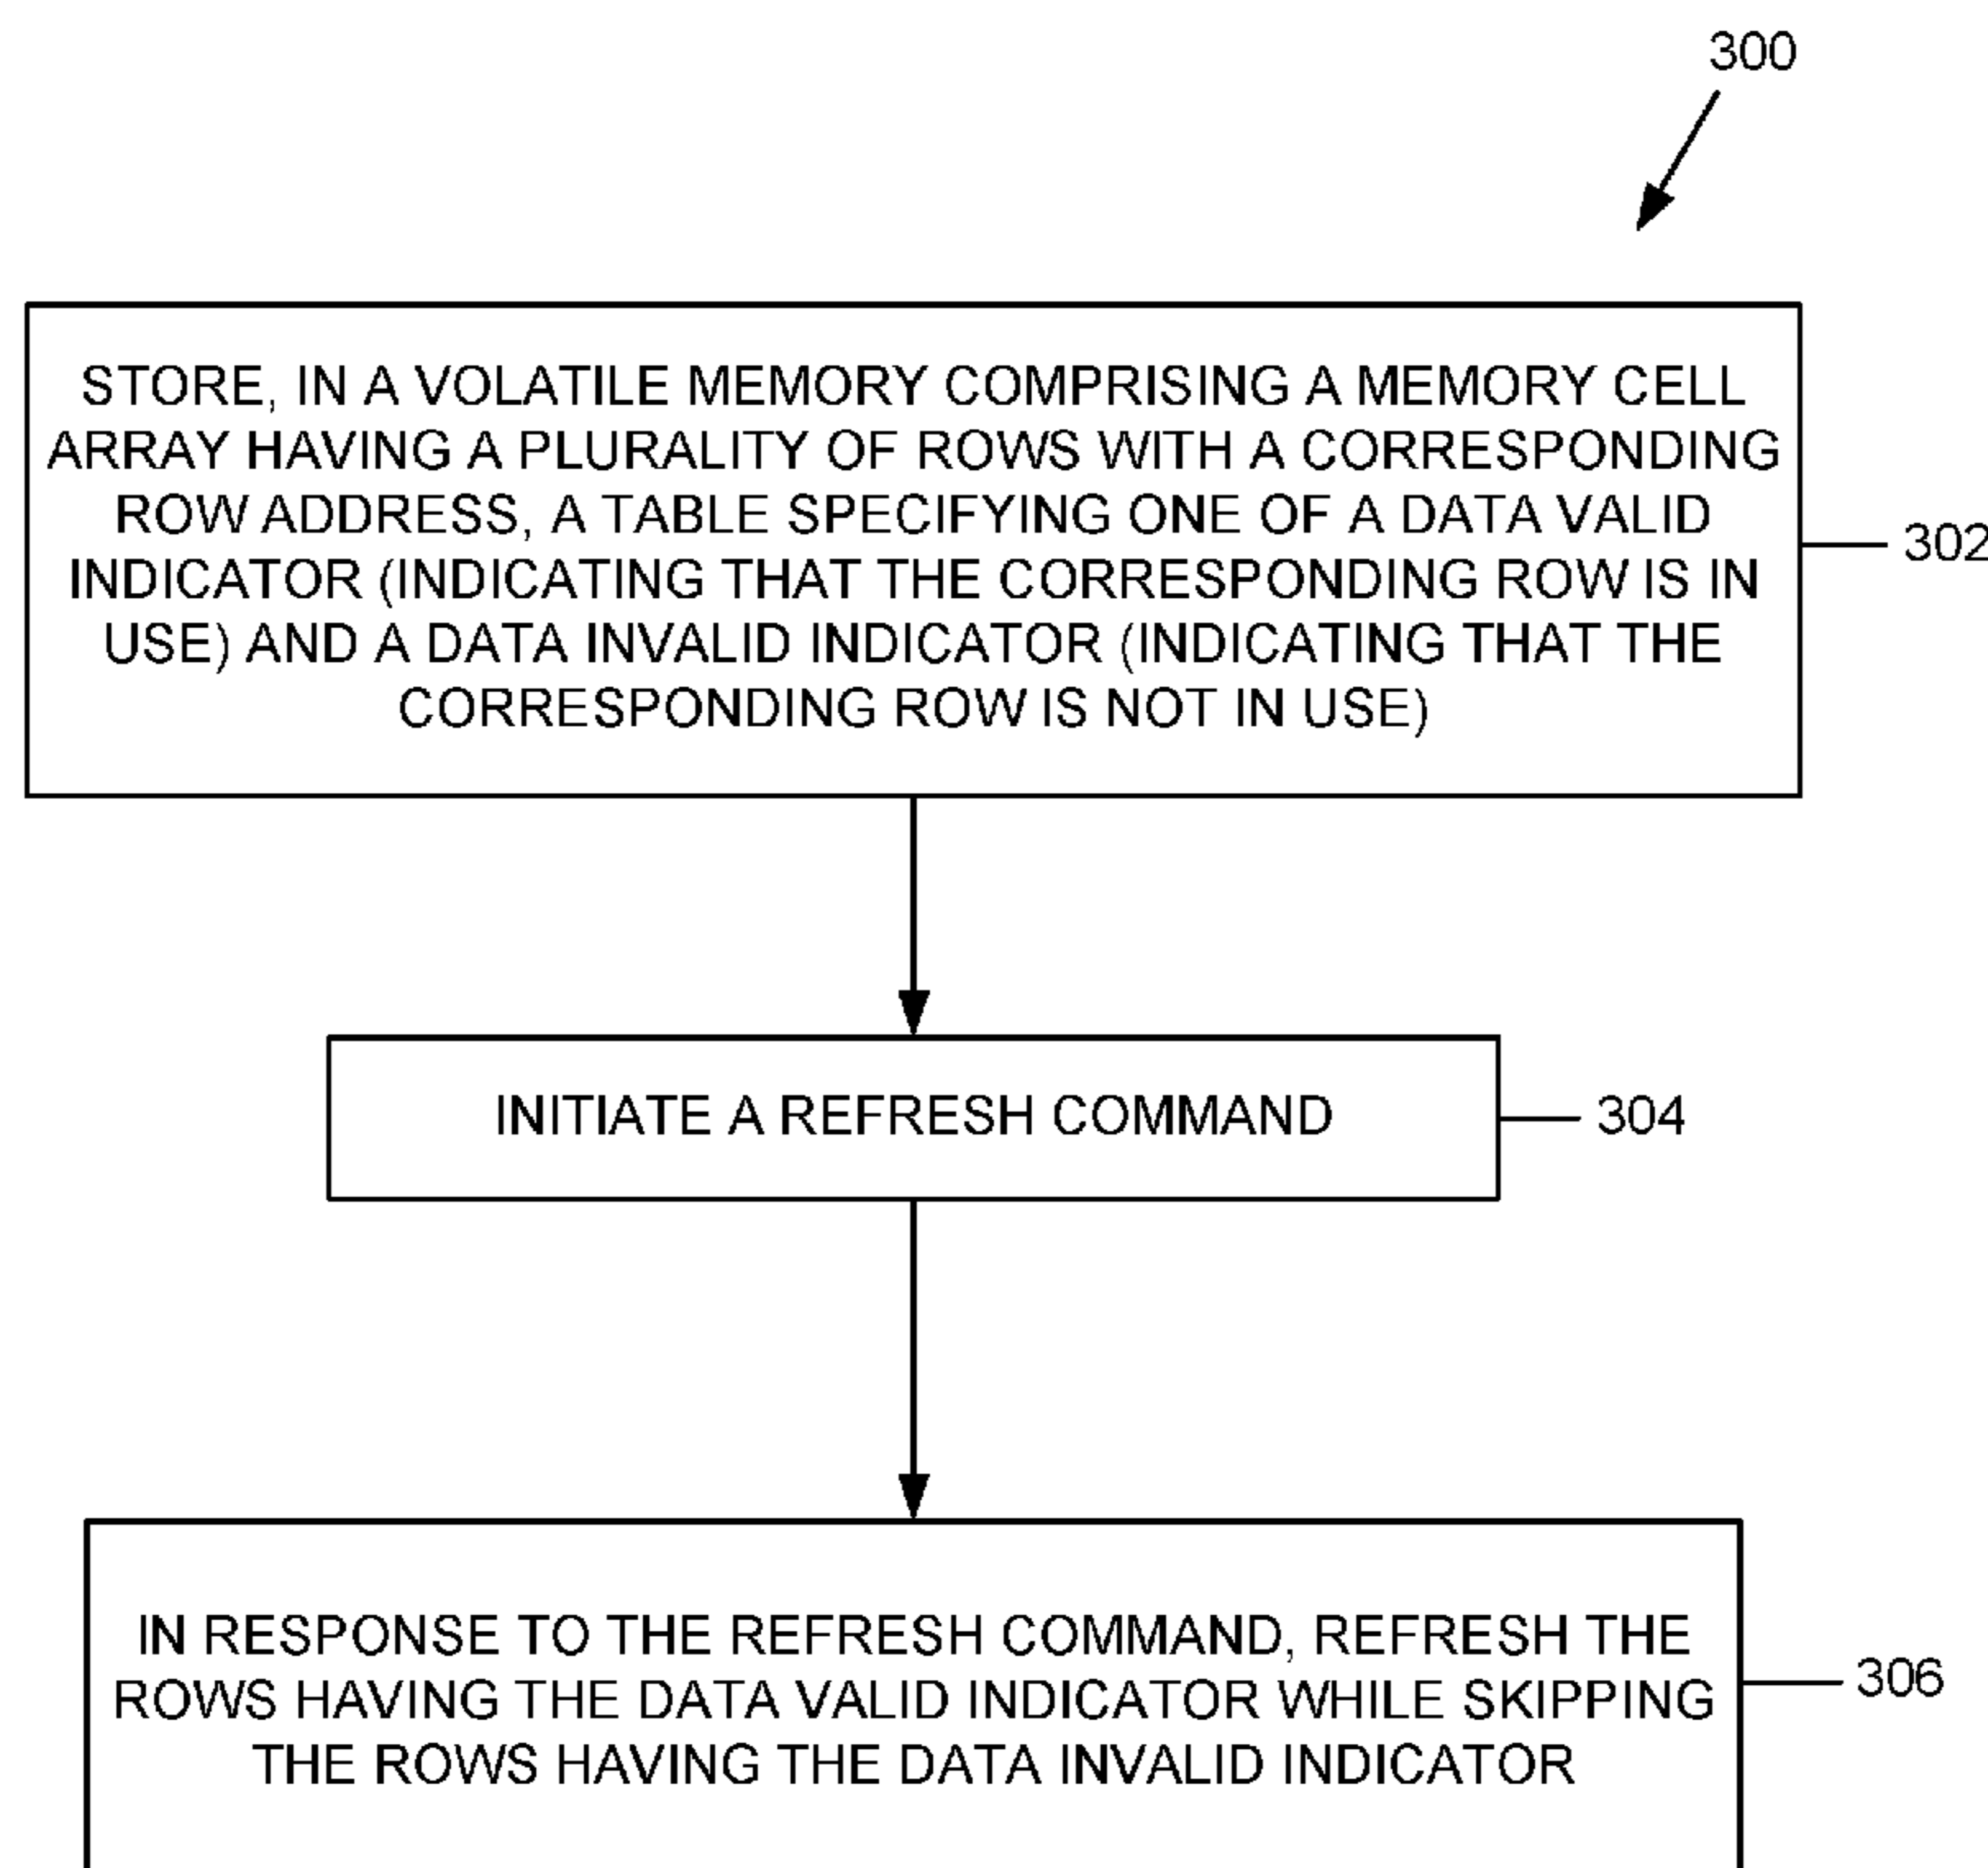 300
STORE, IN A VOLATILE MEMORY COMPRISING A MEMORY CELL
ARRAY HAVING A PLURALITY OF ROWS WITH A CORRESPONDING
ROW ADDRESS, A TABLE SPECIFYING ONE OF A DATA VALID
INDICATOR (INDICATING THAT THE CORRESPONDING ROW IS IN
USE) AND A DATA INVALID INDICATOR (INDICATING THAT THE
CORRESPONDING ROW IS NOT IN USE)
302
INITIATE A REFRESH COMMAND
304
IN RESPONSE TO THE REFRESH COMMAND, REFRESH THE
ROWS HAVING THE DATA VALID INDICATOR WHILE SKIPPING
THE ROWS HAVING THE DATA INVALID INDICATOR
306